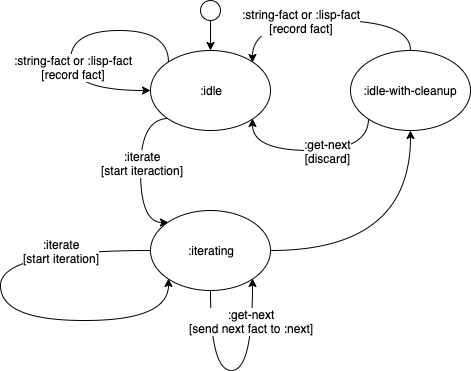 :string-fact or :lisp-fact
[record fact]
:string-fact or :lisp-fact
[record fact]
:idle
:idle-with-cleanup
:get-next
[discard]
:iterate
[start iteraction]
:iterate
[start iteration]
:iterating
:get-next
[send next fact to :next]